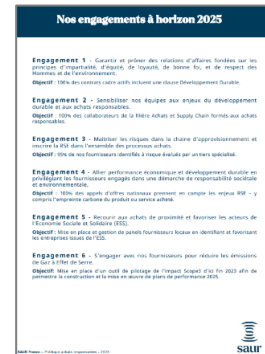 Nos engagements à horizon 2025
Engagement 1 - Garantir et prôner des relations d'affaires fondées sur les
principes d'impartialité, d'équité, de loyauté, de bonne foi, et de respect des
Hommes et de l'environnement.
Objectif : 100% des contrats cadre actifs incluent une clause Développement Durable.
Engagement 2 - Sensibiliser nos équipes aux enjeux du développement
durable et aux achats responsables.
Objectif : 100% des collaborateurs de la filière Achats et Supply Chain formés aux achats
responsables.
Engagement 3 - Maîtriser les risques dans la chaîne d'approvisionnement et
inscrire la RSE dans l'ensemble des processus achats.
Objectif : 95% de nos fournisseurs identifiés à risque évalués par un tiers spécialisé.
Engagement 4 - Allier performance économique et développement durable en
privilégiant les fournisseurs engagés dans une démarche de responsabilité sociétale
et environnementale.
Objectif : 100% des appels d'offres nationaux prennent en compte les enjeux RSE - y
compris l'empreinte carbone du produit ou service acheté.
Engagement 5 - Recourir aux achats de proximité et favoriser les acteurs de
l'Economie Sociale et Solidaire (ESS).
Objectif : Mise en place et gestion de panels fournisseurs locaux en identifiant et favorisant
les entreprises issues de l'ESS.
Engagement 6 - S'engager avec nos fournisseurs pour réduire les émissions
de Gaz à Effet de Serre.
Objectif: Mise en place d'un outil de pilotage de l'impact Scope3 d'ici fin 2023 afin de
permettre la construction et la mise en œuvre de plans de performance 2025.
saur
SAUR France – Politique achats responsables – 2023